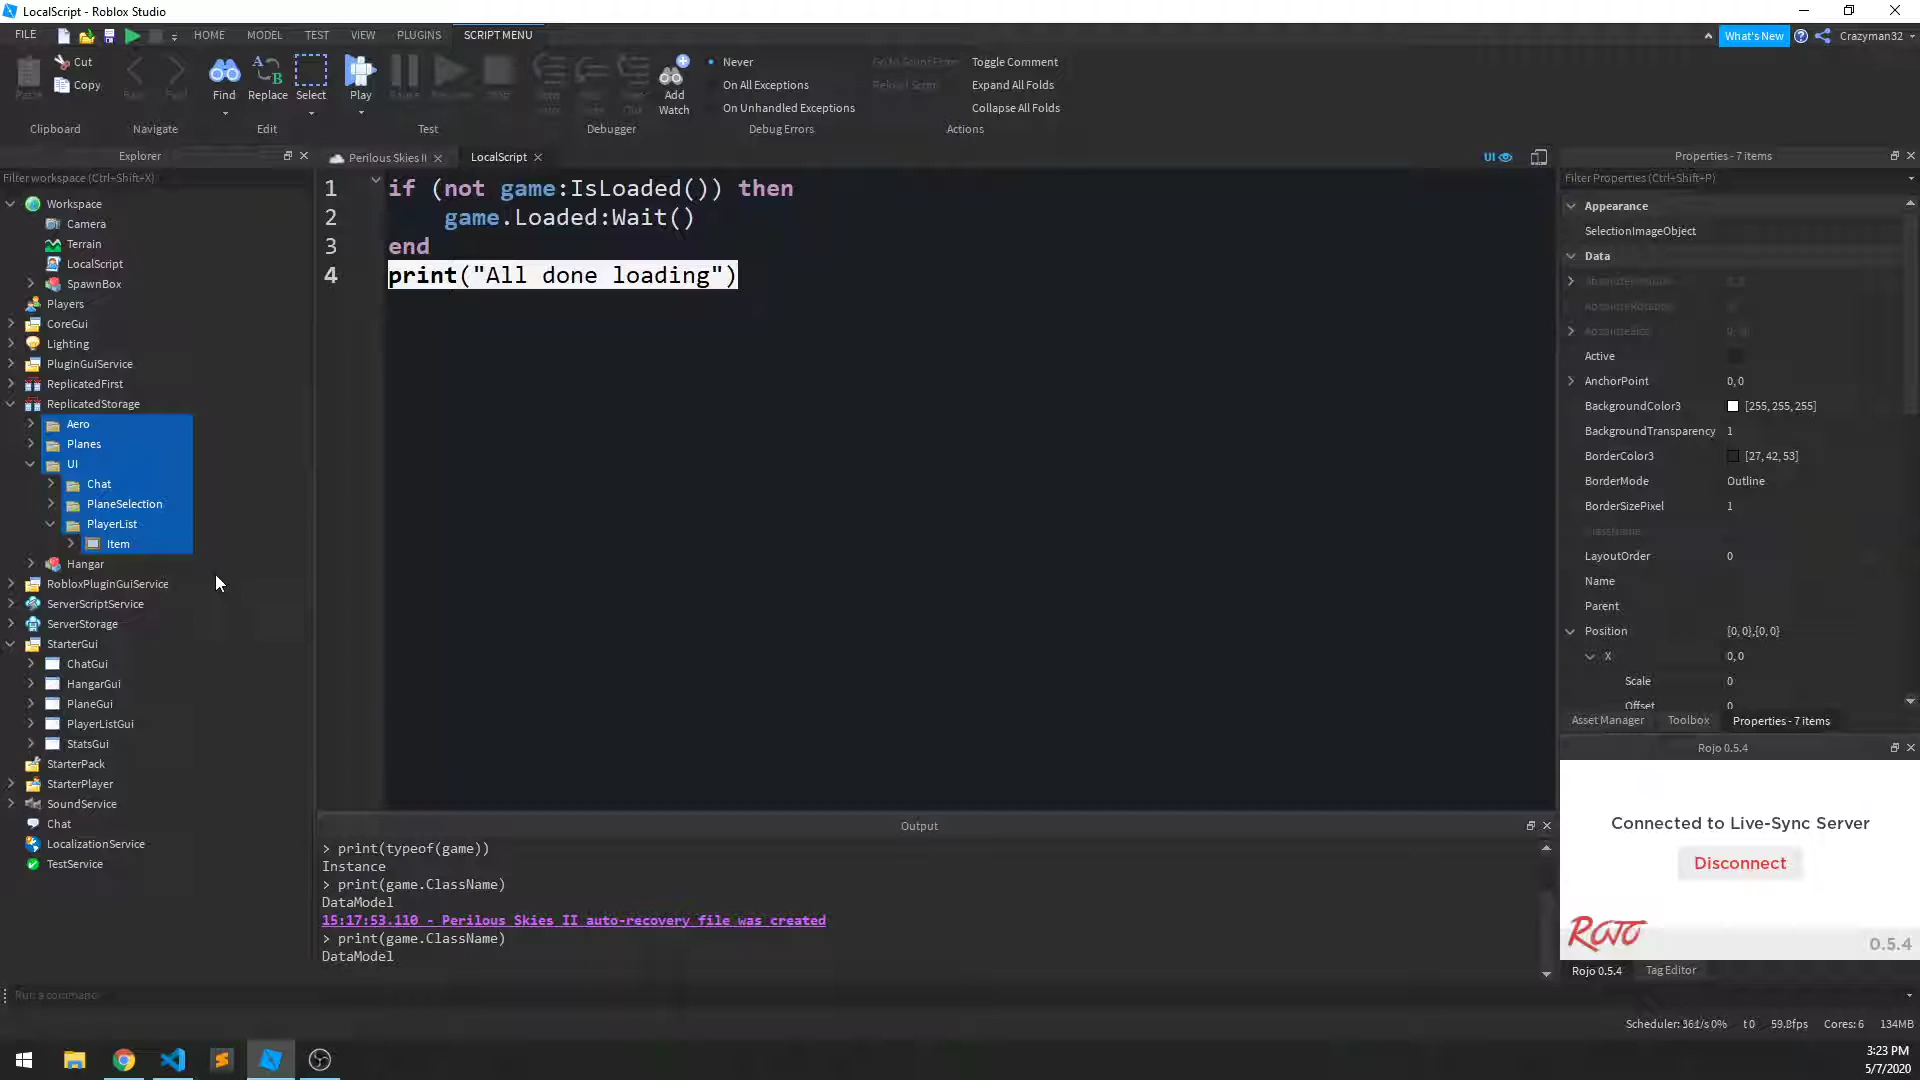 LocalScript - Roblox Studio
FILE HOME MODEL TEST VIEW PLUGINS SCRIPT MENU What's New Crazyman32
Cut
Copy
Find Replace Select Play Add Watch
Never
On All Exceptions
On Unhandled Exceptions
Toggle Comment
Expand All Folds
Collapse All Folds
Clipboard Navigate Edit Test Debugger Debug Errors Actions
Explorer
Filter workspace (Ctrl+Shift+X)
Workspace
Camera
Terrain
LocalScript
SpawnBox
Players
CoreGui
Lighting
PluginGuiService
ReplicatedFirst
ReplicatedStorage
Aero
Planes
UI
Chat
PlaneSelection
PlayerList
Item
Hangar
RobloxPluginGuiService
ServerScriptService
ServerStorage
StarterGui
ChatGui
HangarGui
PlaneGui
PlayerListGui
StatsGui
StarterPack
StarterPlayer
SoundService
Chat
LocalizationService
TestService
Perilous Skies II LocalScript UI
1 if (not game:IsLoaded()) then
2 game.Loaded:Wait()
3 end
4 print("All done loading")
Output
> print(typeof(game))
Instance
> print(game.ClassName)
DataModel
15:17:53.110 - Perilous Skies II auto-recovery file was created
> print(game.ClassName)
DataModel
Run a command
Properties - 7 items
Filter Properties (Ctrl+Shift+P)
Appearance
SelectionImageObject
Data
Active
AnchorPoint 0, 0
BackgroundColor3 [255, 255, 255]
BackgroundTransparency 1
BorderColor3 [27, 42, 53]
BorderMode Outline
BorderSizePixel 1
LayoutOrder 0
Name
Parent
Position {0, 0},{0, 0}
X 0, 0
Scale 0
Offset 0
Asset Manager Toolbox Properties - 7 items
Rojo 0.5.4
Connected to Live-Sync Server
Disconnect
ROJO
0.5.4
Rojo 0.5.4 Tag Editor
Cores: 6 134MB
3:23 PM
5/7/2020